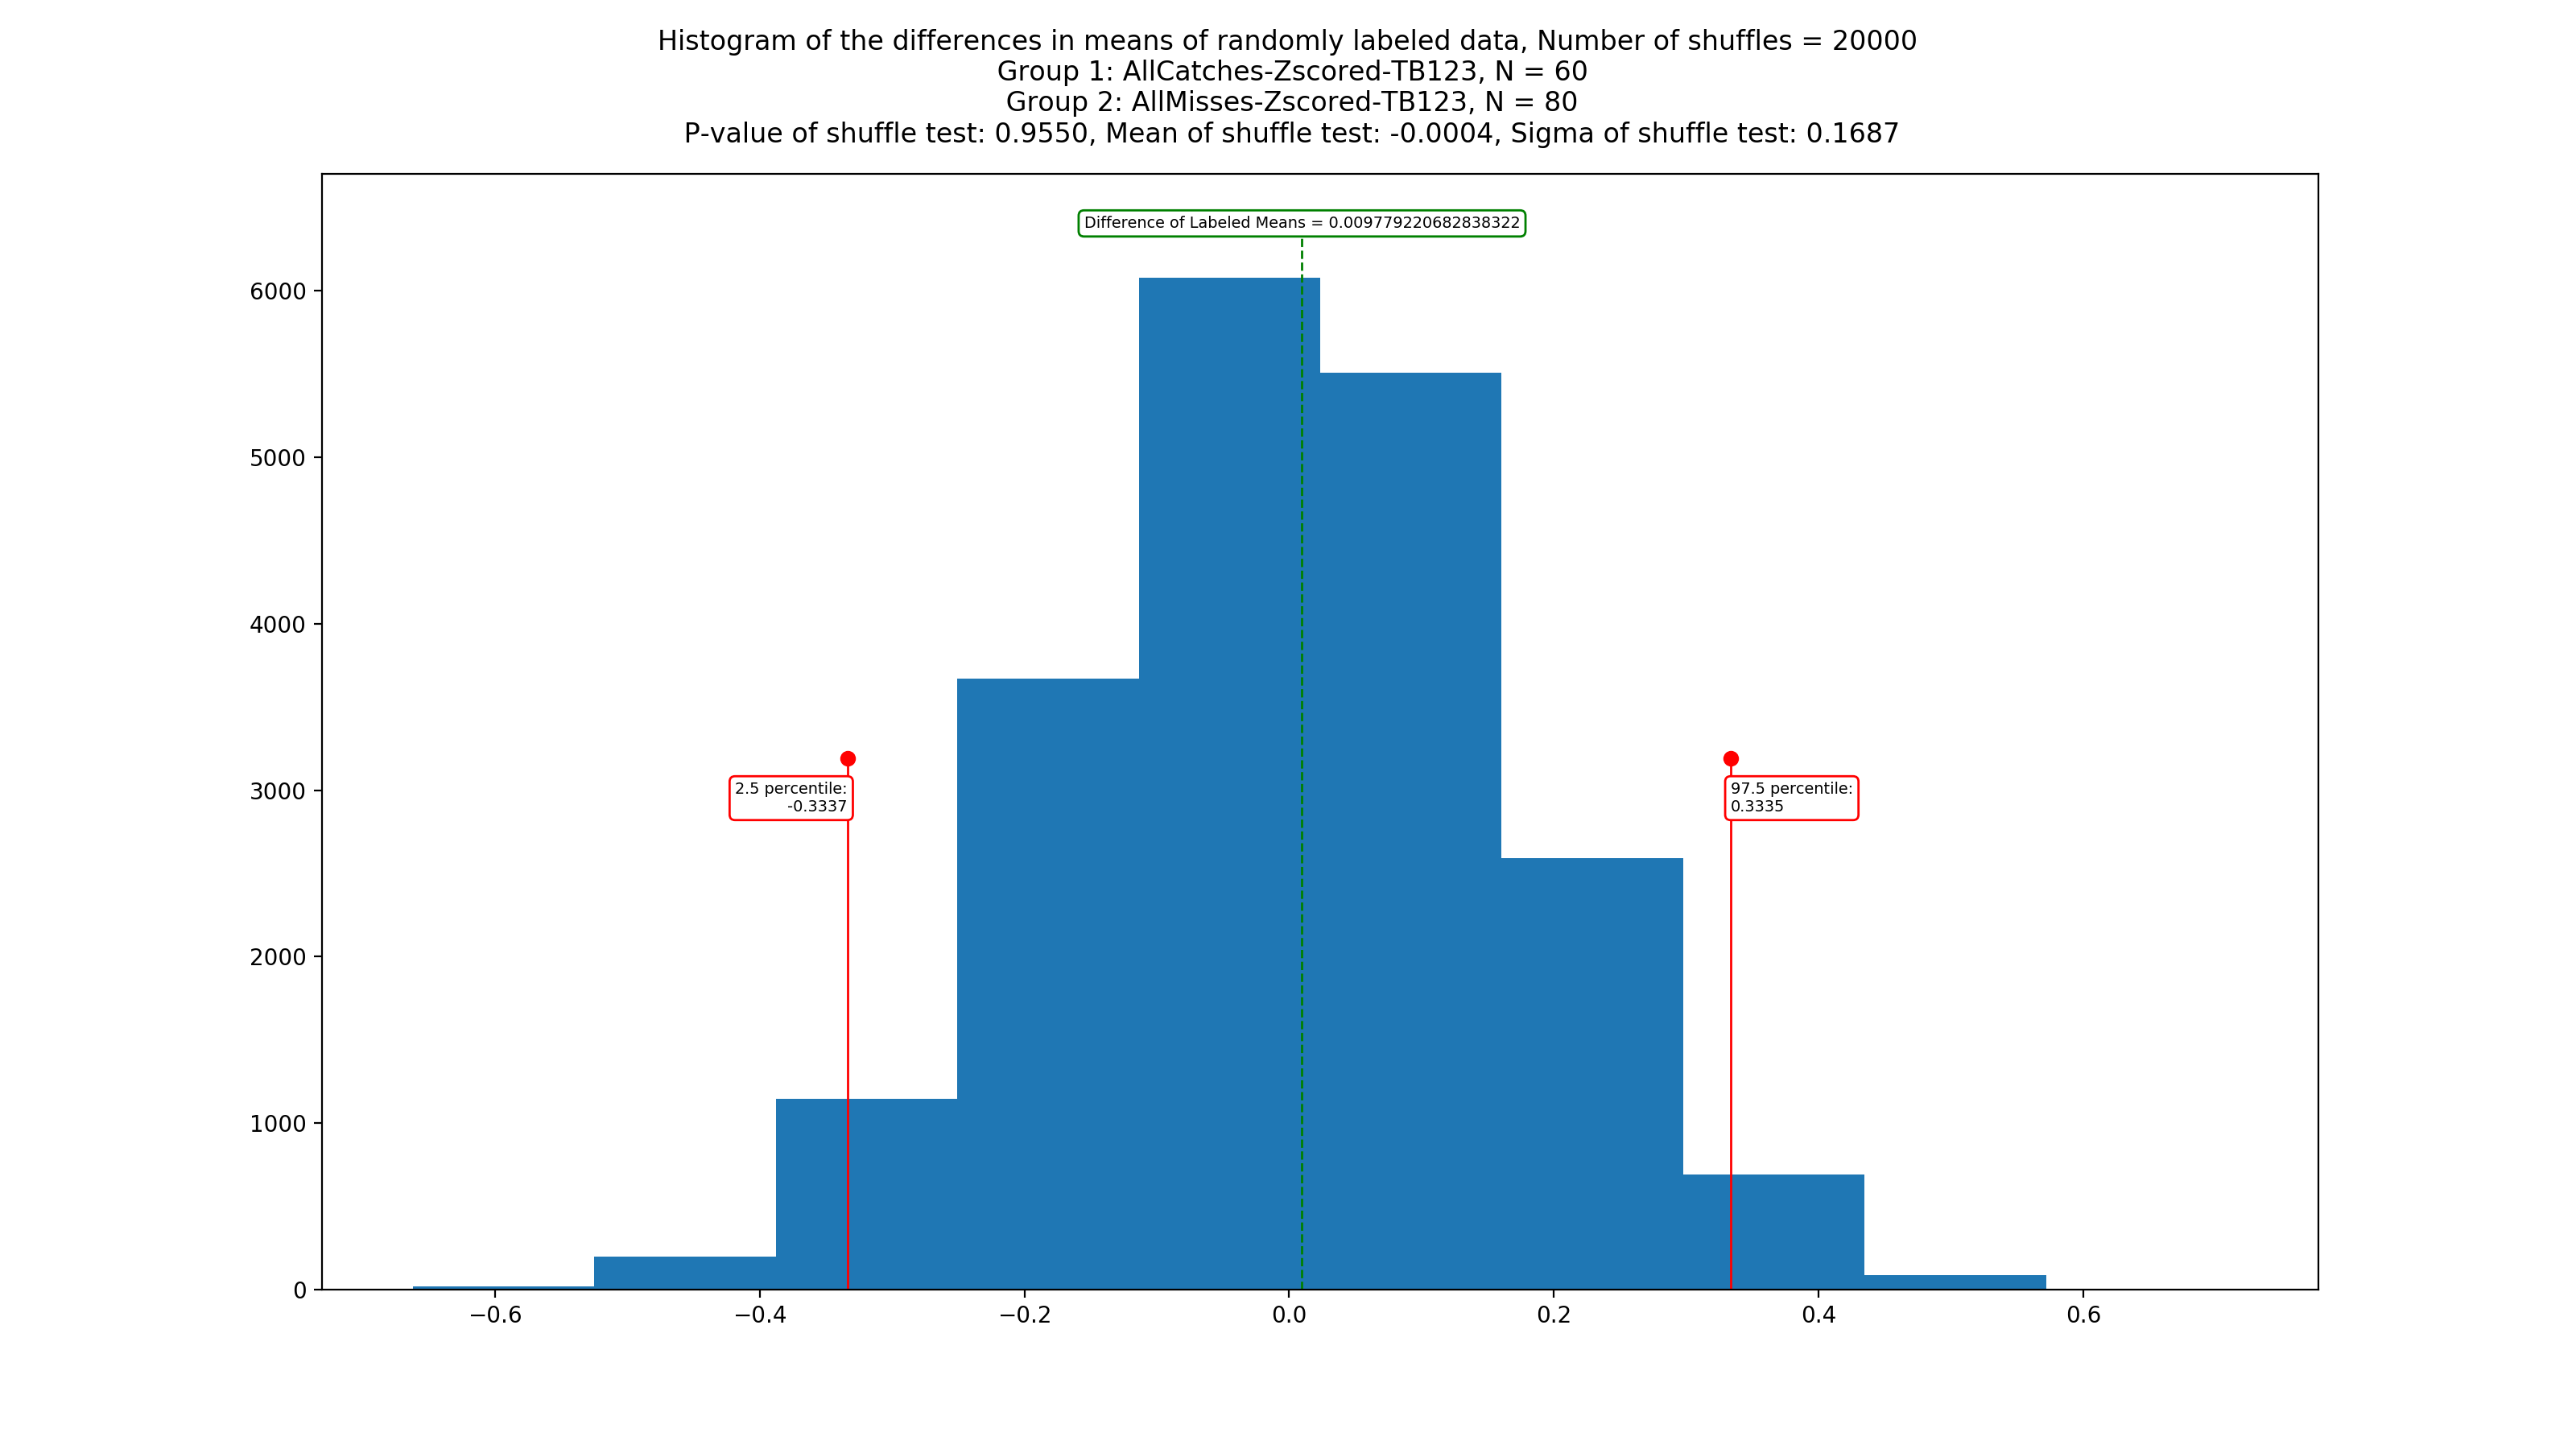 Histogram of the differences in means of randomly labeled data, Number of shuffles = 20000
Group 1: AllCatches-Zscored-TB123, N = 60
Group 2: AllMisses-Zscored-TB123, N = 80
P-value of shuffle test: 0.9550, Mean of shuffle test: -0.0004, Sigma of shuffle test: 0.1687
Difference of Labeled Means = 0.009779220682838322
6000
5000
4000
3000
2000
1000
0
2.5 percentile:
-0.3337
97.5 percentile:
0.3335
−0.6
−0.4
−0.2
0.0
0.2
0.4
0.6